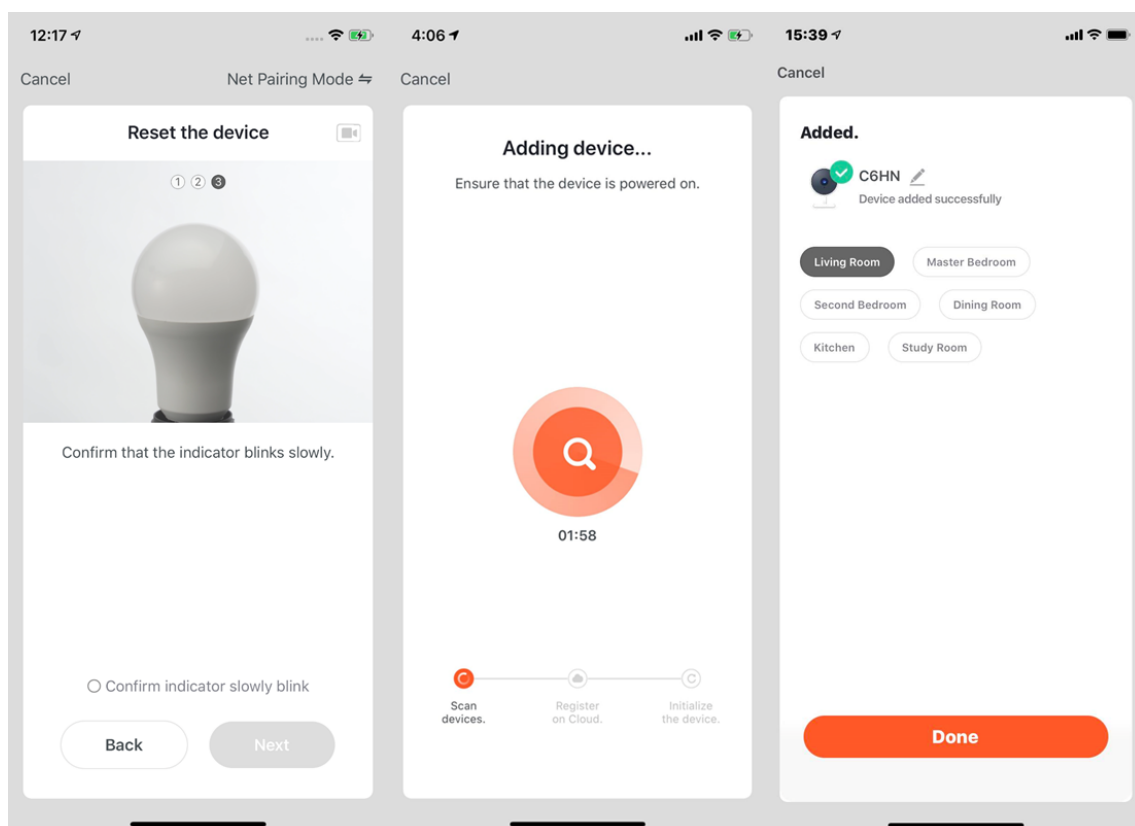 12:17
Cancel
Net Pairing Mode
Reset the device
1 2 3
Confirm that the indicator blinks slowly.
Confirm indicator slowly blink
Back
Next
4:06
Cancel
Adding device...
Ensure that the device is powered on.
01:58
Scan
devices.
Register
on Cloud.
Initialize
the device.
15:39
Cancel
Added.
C6HN
Device added successfully
Living Room
Master Bedroom
Second Bedroom
Dining Room
Kitchen
Study Room
Done